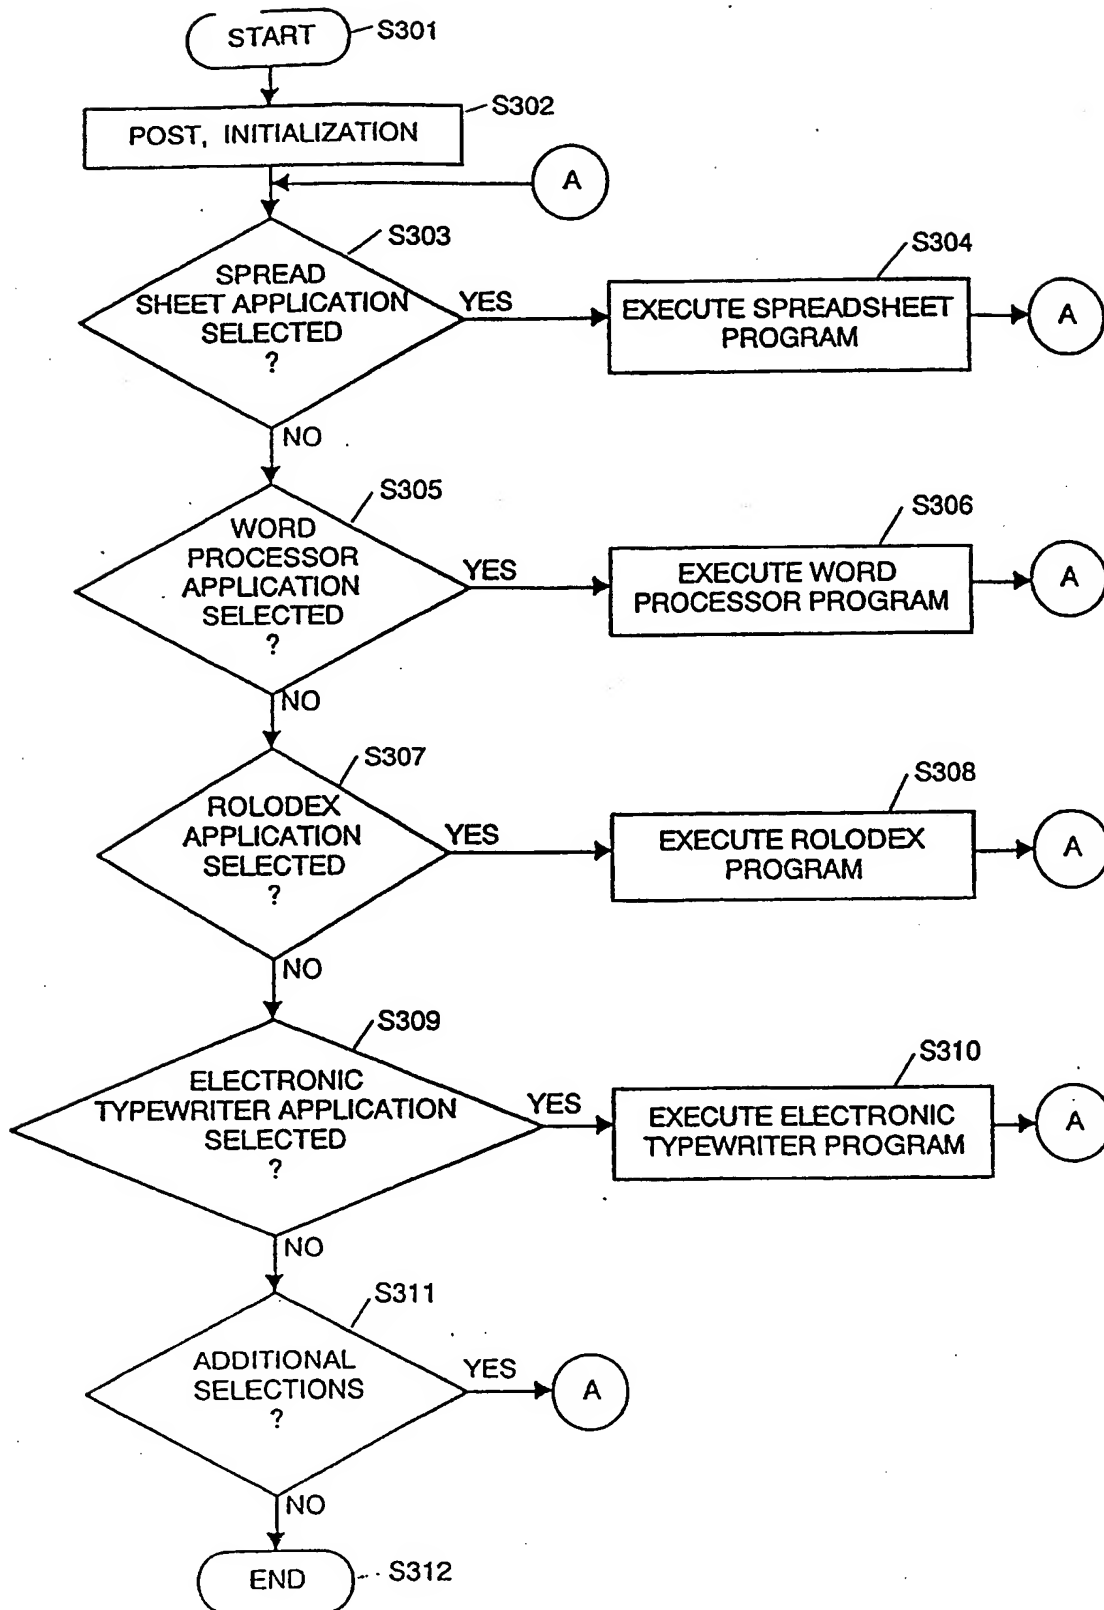 START
S301
S302
POST, INITIALIZATION
A
S303
SPREAD
SHEET APPLICATION
SELECTED
?
YES
S304
EXECUTE SPREADSHEET
PROGRAM
A
NO
S305
WORD
PROCESSOR
APPLICATION
SELECTED
?
YES
S306
EXECUTE WORD
PROCESSOR PROGRAM
A
NO
S307
ROLODEX
APPLICATION
SELECTED
?
YES
S308
EXECUTE ROLODEX
PROGRAM
A
NO
S309
ELECTRONIC
TYPEWRITER APPLICATION
SELECTED
?
YES
S310
EXECUTE ELECTRONIC
TYPEWRITER PROGRAM
A
NO
S311
ADDITIONAL
SELECTIONS
?
YES
A
NO
END
S312